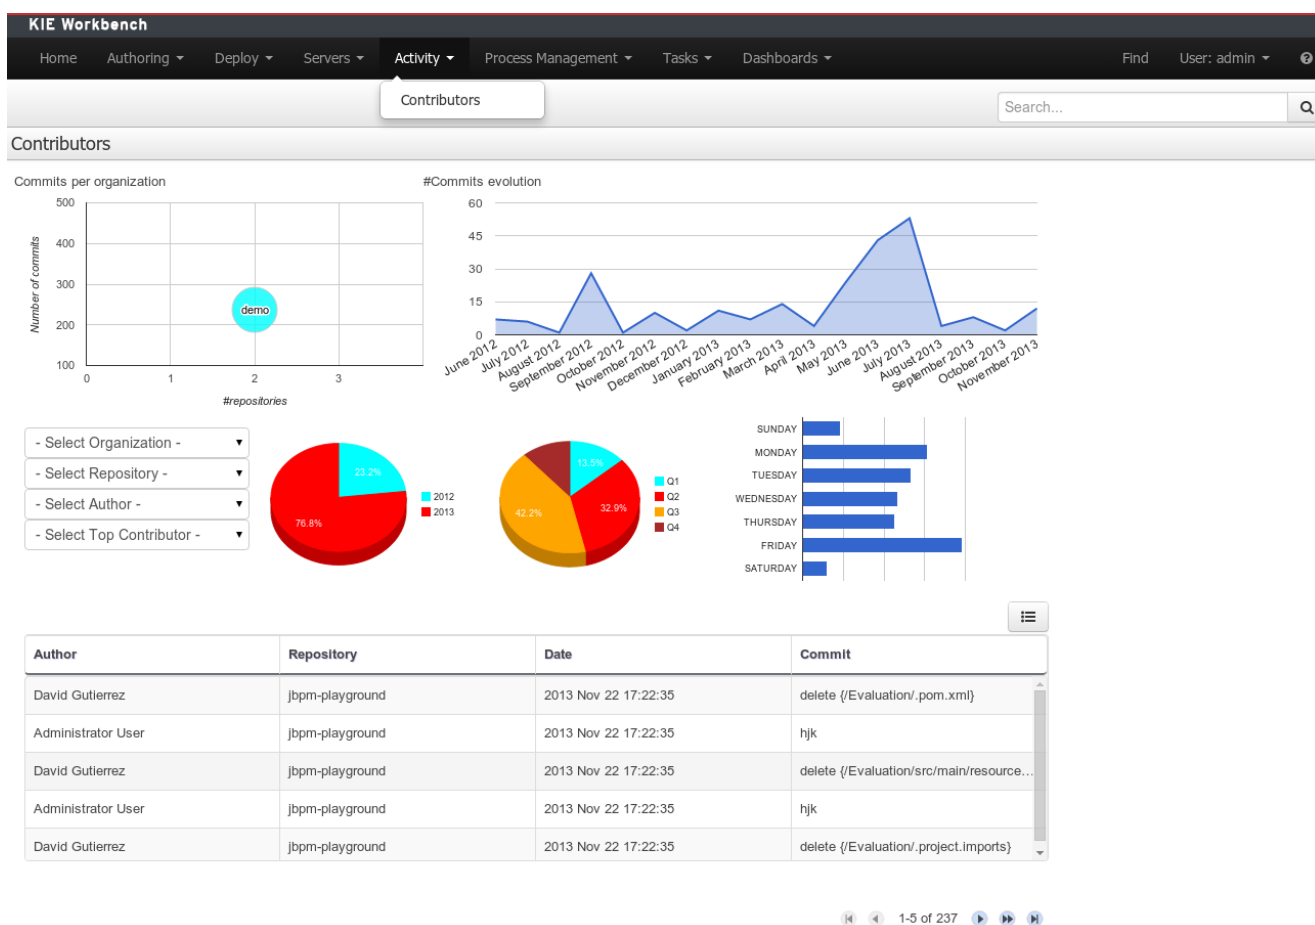 KIE Workbench
Home Authoring Deploy Servers Activity Process Management Tasks Dashboards Find User: admin
Contributors
Search...
Contributors
Commits per organization
500
400
300
200
100
Number of commits
demo
0 1 2 3
#repositories
#Commits evolution
60
45
30
15
0
June 2012 July 2012 August 2012 September 2012 October 2012 November 2012 December 2012 January 2013 February 2013 March 2013 April 2013 May 2013 June 2013 July 2013 August 2013 September 2013 October 2013 November 2013
- Select Organization -
- Select Repository -
- Select Author -
- Select Top Contributor -
23.2%
76.8%
2012
2013
13.5%
32.9%
42.2%
Q1
Q2
Q3
Q4
SUNDAY
MONDAY
TUESDAY
WEDNESDAY
THURSDAY
FRIDAY
SATURDAY
Author Repository Date Commit
David Gutierrez jbpm-playground 2013 Nov 22 17:22:35 delete {/Evaluation/.pom.xml}
Administrator User jbpm-playground 2013 Nov 22 17:22:35 hjk
David Gutierrez jbpm-playground 2013 Nov 22 17:22:35 delete {/Evaluation/src/main/resource...
Administrator User jbpm-playground 2013 Nov 22 17:22:35 hjk
David Gutierrez jbpm-playground 2013 Nov 22 17:22:35 delete {/Evaluation/.project.imports}
1-5 of 237